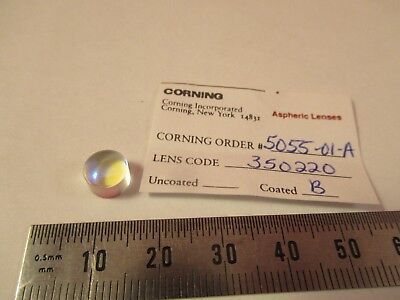 CORNING
Corning Incorporated
Corning, New York 14831
Aspheric Lenses
CORNING ORDER # 5055-01-A
LENS CODE 350220
Uncoated Coated B
0.5mm
mm
10 20 30 40 50 6